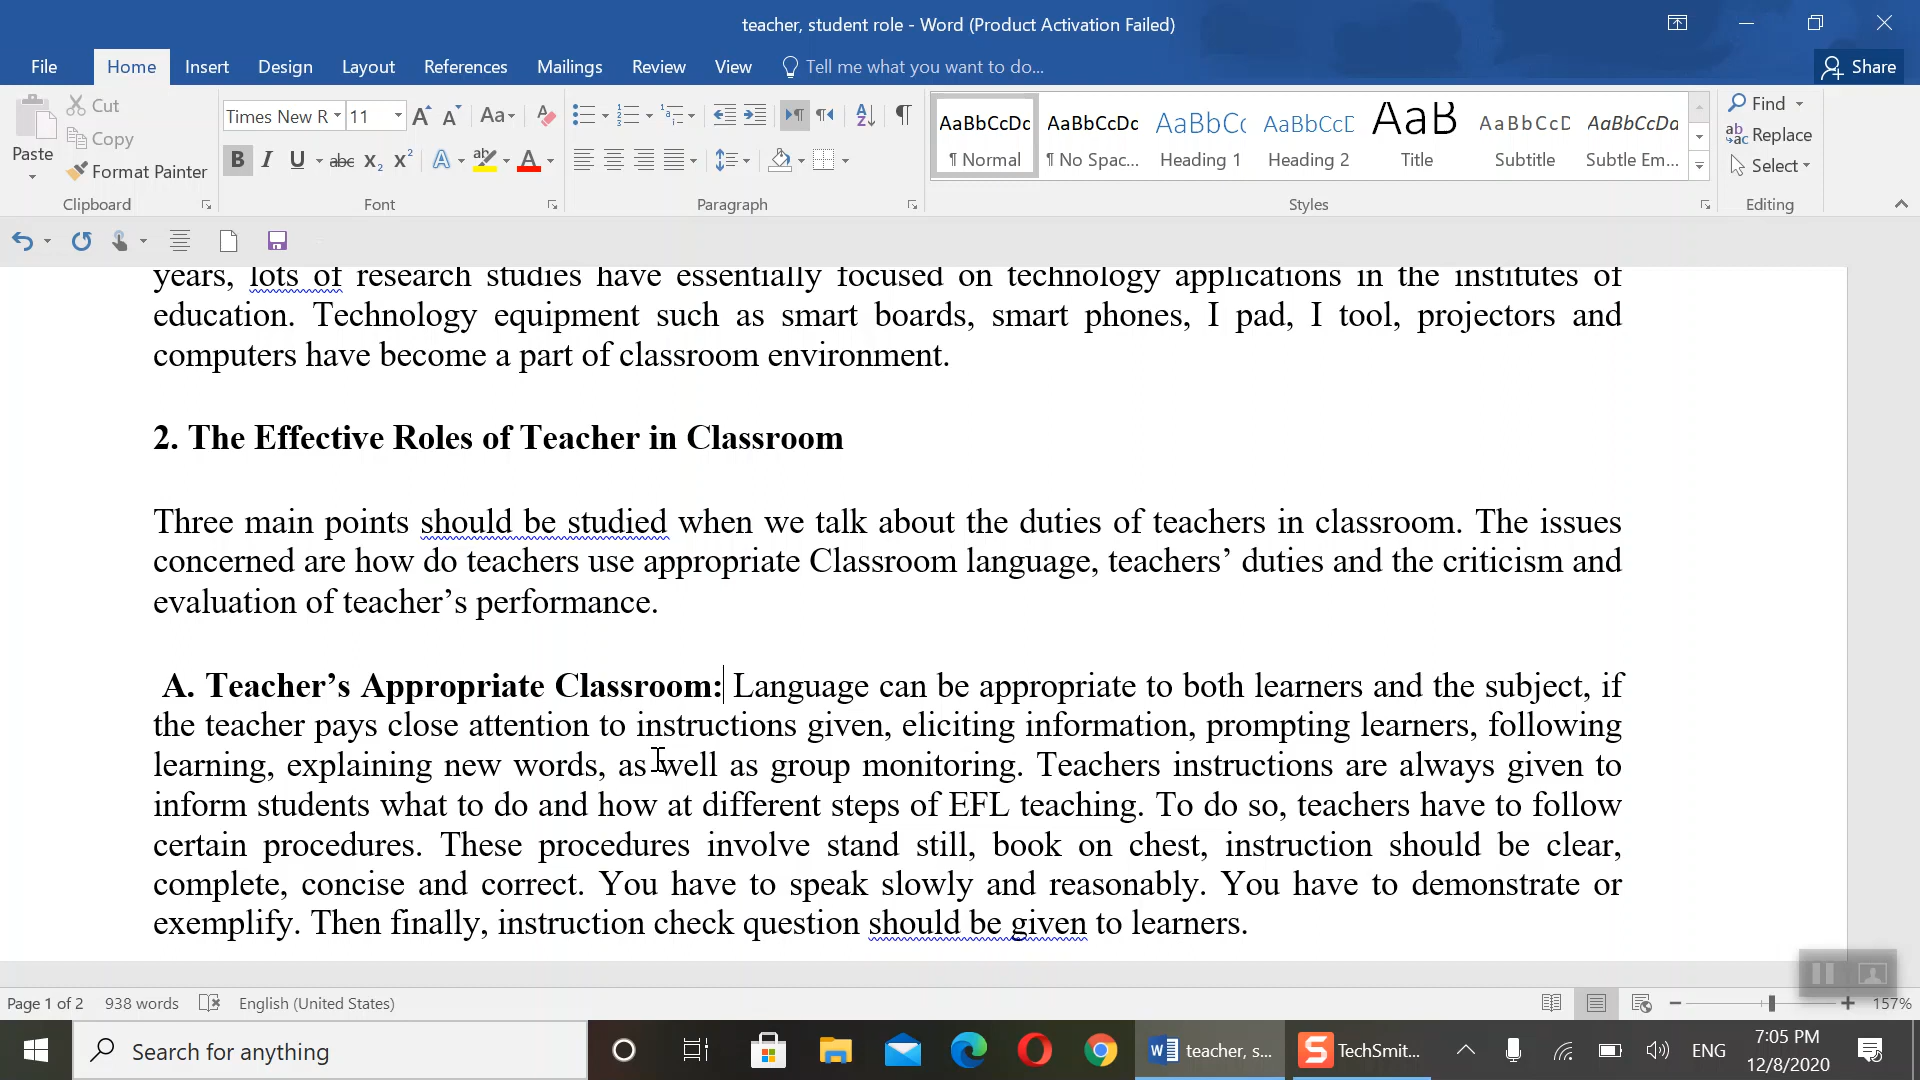 teacher, student role - Word (Product Activation Failed)
File Home Insert Design Layout References Mailings Review View Tell me what you want to do... Share
Paste
Cut
Copy
Format Painter
Clipboard
Times New R 11
Font
Paragraph
AaBbCcDc AaBbCcDc AaBbCc AaBbCcD AaB AaBbCcD AaBbCcDa
¶ Normal ¶ No Spac... Heading 1 Heading 2 Title Subtitle Subtle Em...
Styles
Find
Replace
Select
Editing
years, lots of research studies have essentially focused on technology applications in the institutes of
education. Technology equipment such as smart boards, smart phones, I pad, I tool, projectors and
computers have become a part of classroom environment.
2. The Effective Roles of Teacher in Classroom
Three main points should be studied when we talk about the duties of teachers in classroom. The issues
concerned are how do teachers use appropriate Classroom language, teachers’ duties and the criticism and
evaluation of teacher’s performance.
A. Teacher’s Appropriate Classroom: Language can be appropriate to both learners and the subject, if
the teacher pays close attention to instructions given, eliciting information, prompting learners, following
learning, explaining new words, as well as group monitoring. Teachers instructions are always given to
inform students what to do and how at different steps of EFL teaching. To do so, teachers have to follow
certain procedures. These procedures involve stand still, book on chest, instruction should be clear,
complete, concise and correct. You have to speak slowly and reasonably. You have to demonstrate or
exemplify. Then finally, instruction check question should be given to learners.
Page 1 of 2 938 words English (United States) 157%
Search for anything
teacher, s...
TechSmit...
ENG
7:05 PM
12/8/2020